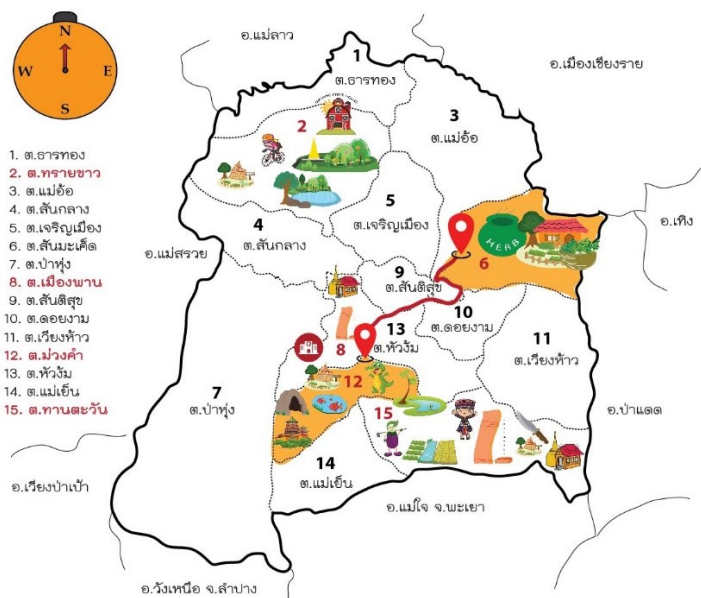 N
W E
S
1. ต.ธารทอง
2. ต.ทรายขาว
3. ต.แม่อ้อ
4. ต.สันกลาง
5. ต.เจริญเมือง
6. ต.สันมะเค็ด
7. ต.ป่าหุ่ง
8. ต.เมืองพาน
9. ต.สันติสุข
10. ต.ดอยงาม
11. ต.เวียงห้าว
12. ต.ม่วงคำ
13. ต.หัวง้ม
14. ต.แม่เย็น
15. ต.ทานตะวัน
อ.แม่ลาว
อ.เมืองเชียงราย
1
ต.ธารทอง
2
3
ต.แม่อ้อ
5
ต.เจริญเมือง
4
ต.สันกลาง
อ.แม่สรวย
อ.เทิง
HERB
6
9
ต.สันติสุข
10
ต.ดอยงาม
13
ต.หัวง้ม
8
11
ต.เวียงห้าว
7
ต.ป่าหุ่ง
12
15
อ.ป่าแดด
14
ต.แม่เย็น
อ.เวียงป่าเป้า
อ.แม่ใจ จ.พะเยา
อ.วังเหนือ จ.ลำปาง